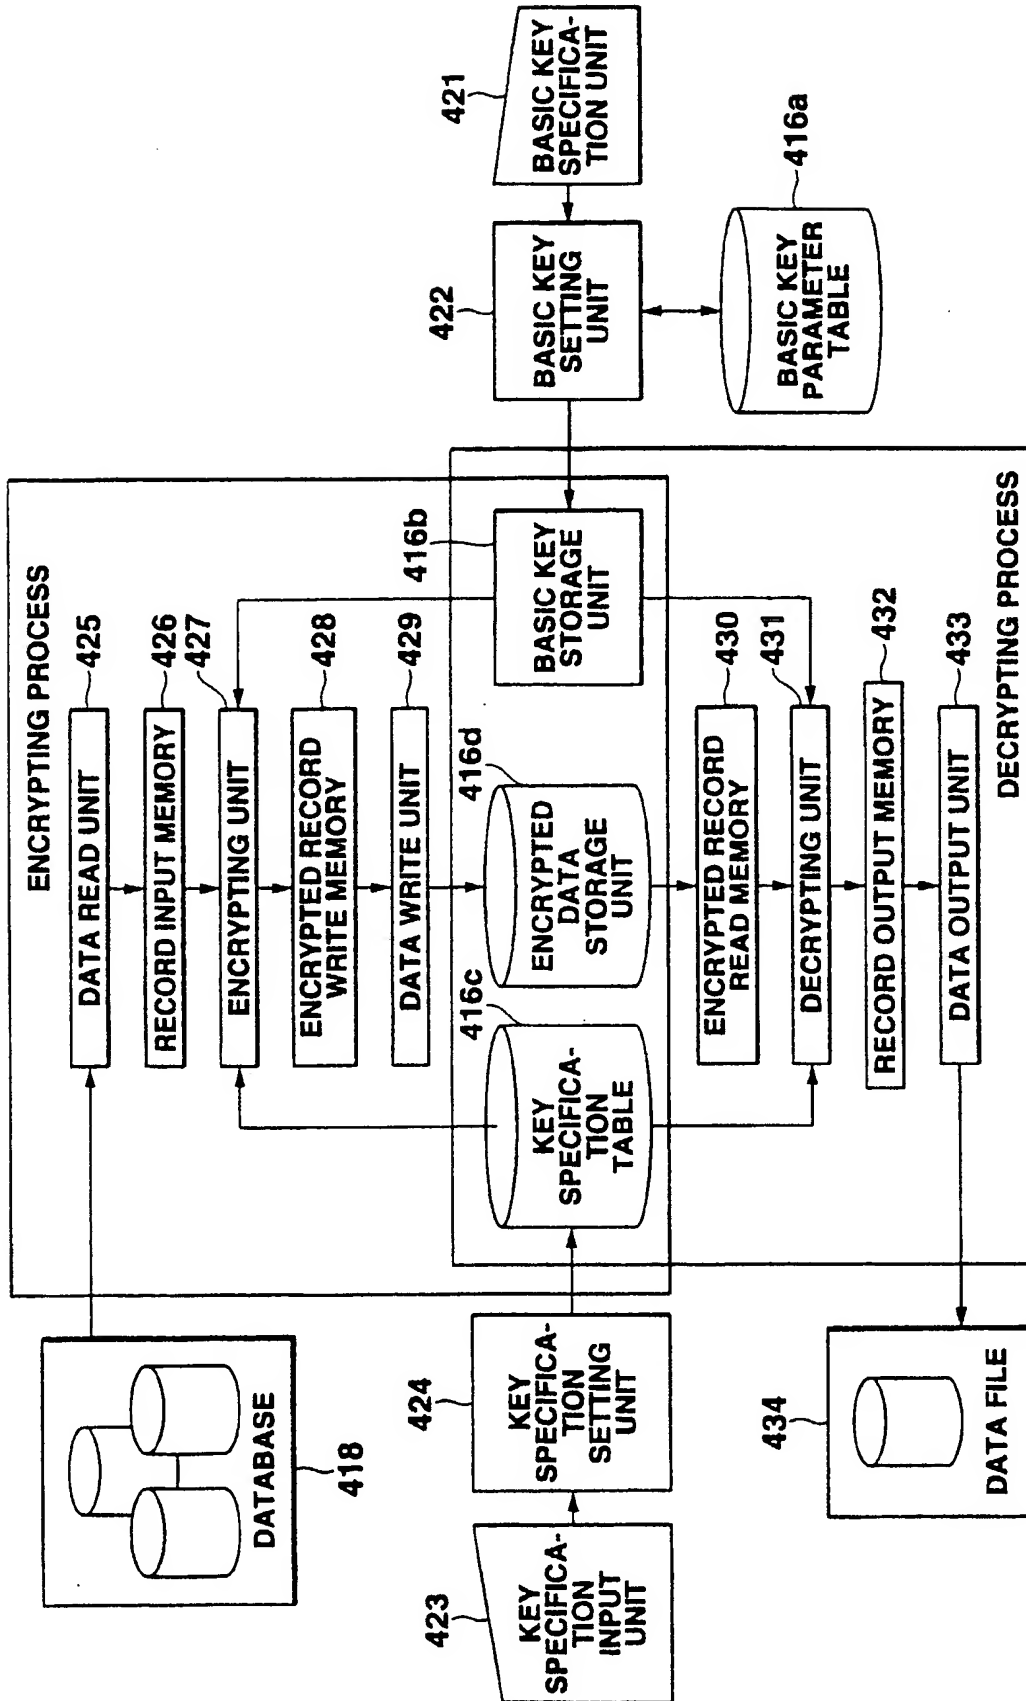 ENCRYPTING PROCESS
DATABASE
418
DATA READ UNIT
425
RECORD INPUT MEMORY
426
ENCRYPTING UNIT
427
ENCRYPTED RECORD
WRITE MEMORY
428
DATA WRITE UNIT
429
423
KEY
SPECIFICA-
TION
INPUT
UNIT
424
KEY
SPECIFICA-
TION
SETTING
UNIT
416c
KEY
SPECIFICA-
TION
TABLE
416d
ENCRYPTED
DATA
STORAGE
UNIT
416b
BASIC KEY
STORAGE
UNIT
422
BASIC KEY
SETTING
UNIT
421
BASIC KEY
SPECIFICA-
TION UNIT
416a
BASIC KEY
PARAMETER
TABLE
ENCRYPTED RECORD
READ MEMORY
430
DECRYPTING UNIT
431
RECORD OUTPUT MEMORY
432
DATA OUTPUT UNIT
433
434
DATA FILE
DECRYPTING PROCESS